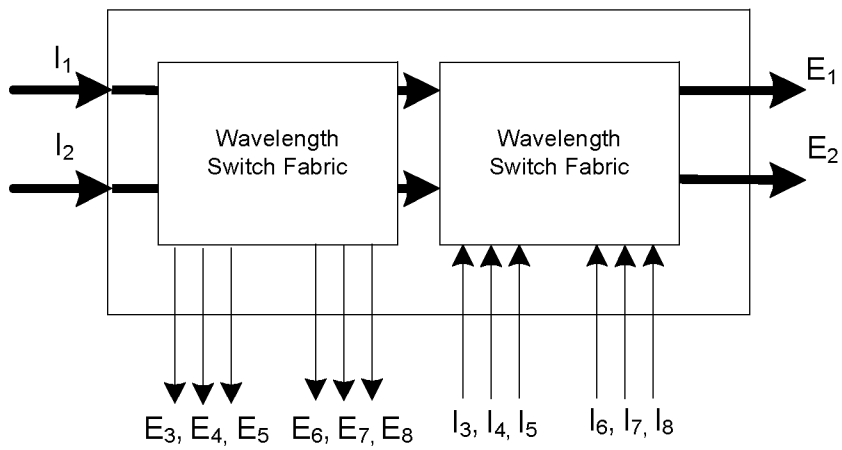 I1
E1
Wavelength
Switch Fabric
Wavelength
Switch Fabric
I2
E2
E3, E4, E5
E6, E7, E8
I3, I4, I5
I6, I7, I8